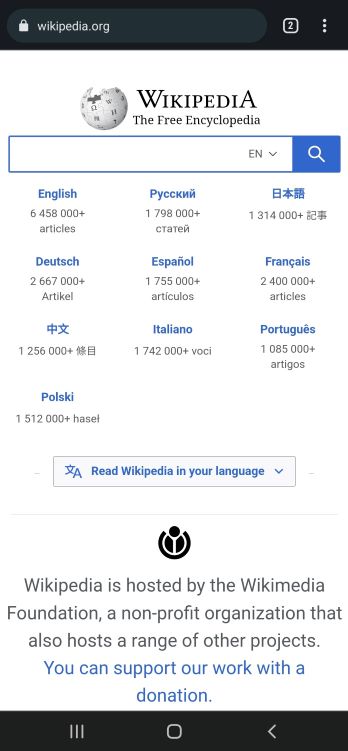 wikipedia.org
2
WIKIPEDIA
The Free Encyclopedia
EN
English
6 458 000+
articles
Русский
1 798 000+
статей
日本語
1 314 000+ 記事
Deutsch
2 667 000+
Artikel
Español
1 755 000+
artículos
Français
2 400 000+
articles
中文
1 256 000+ 條目
Italiano
1 742 000+ voci
Português
1 085 000+
artigos
Polski
1 512 000+ haseł
Read Wikipedia in your language
Wikipedia is hosted by the Wikimedia
Foundation, a non-profit organization that
also hosts a range of other projects.
You can support our work with a
donation.